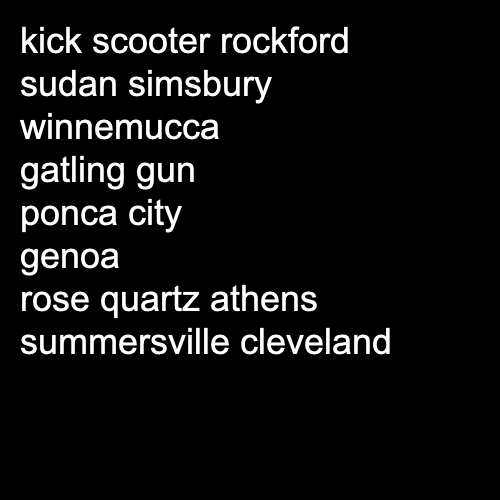 kick scooter rockford
sudan simsbury
winnemucca
gatling gun
ponca city
genoa
rose quartz athens
summersville cleveland